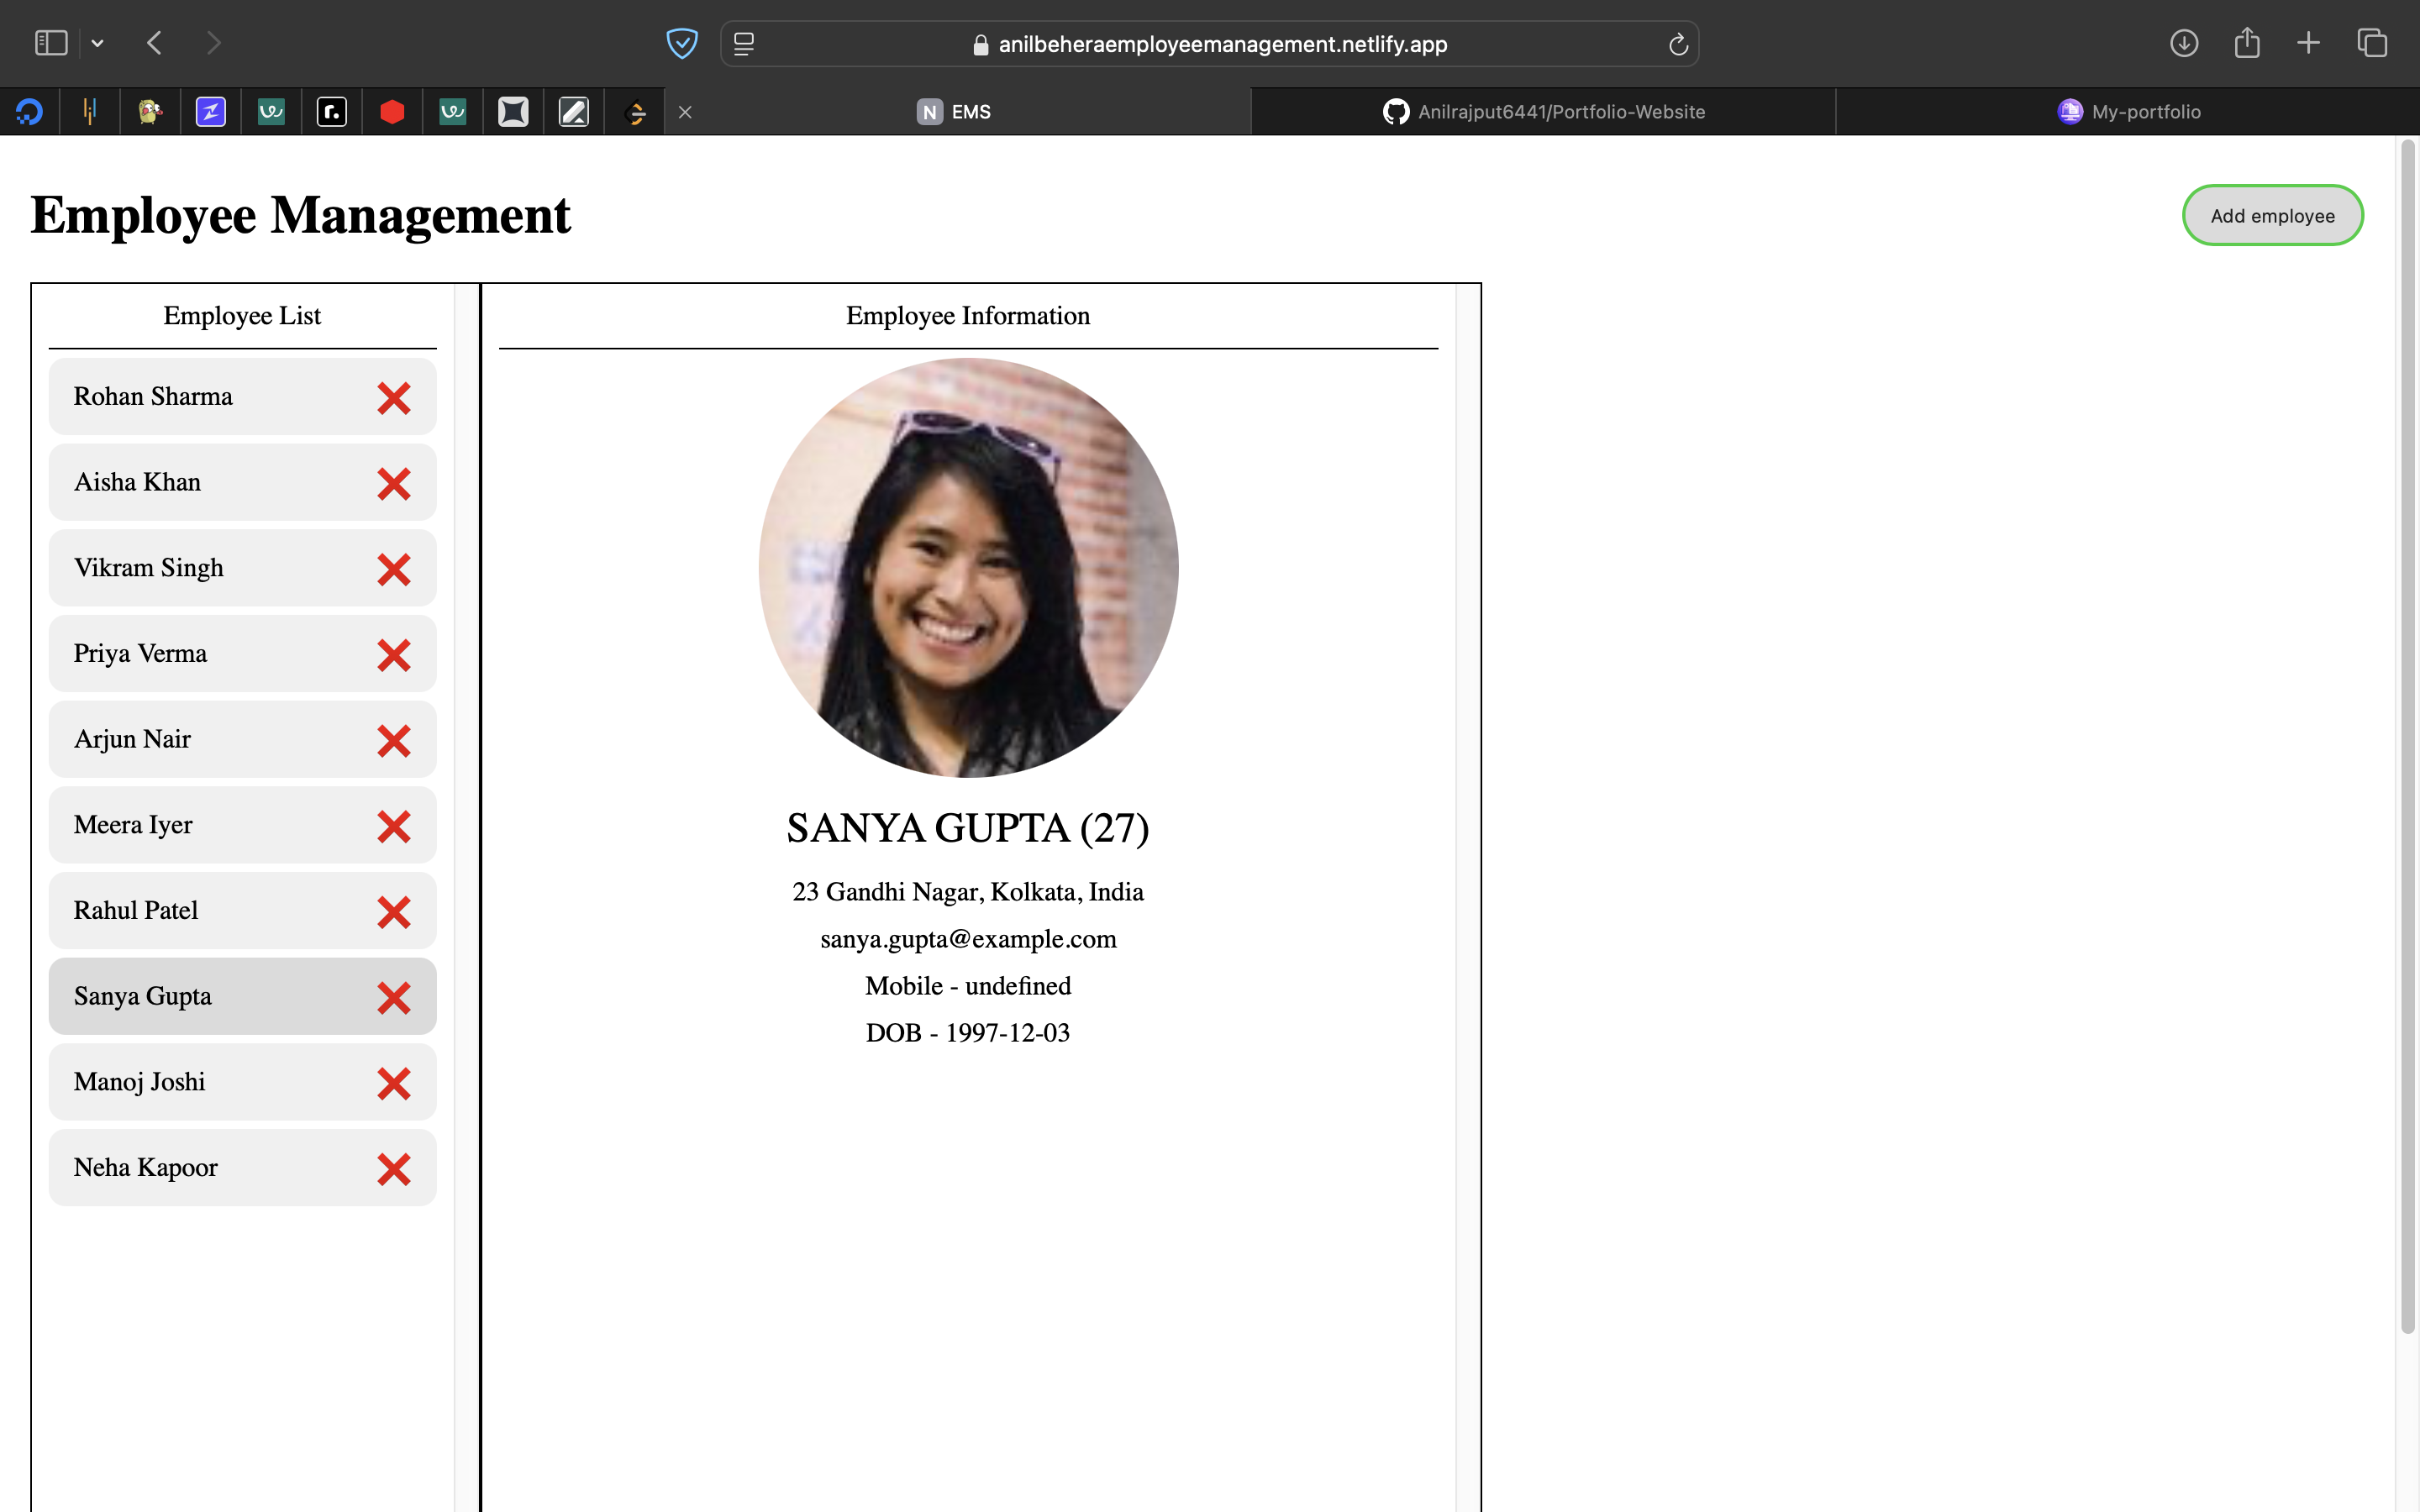 anilbeheraemployeemanagement.netlify.app
N EMS
Anilrajput6441/Portfolio-Website
My-portfolio
Employee Management
Add employee
Employee List
Rohan Sharma
Aisha Khan
Vikram Singh
Priya Verma
Arjun Nair
Meera Iyer
Rahul Patel
Sanya Gupta
Manoj Joshi
Neha Kapoor
Employee Information
SANYA GUPTA (27)
23 Gandhi Nagar, Kolkata, India
sanya.gupta@example.com
Mobile - undefined
DOB - 1997-12-03